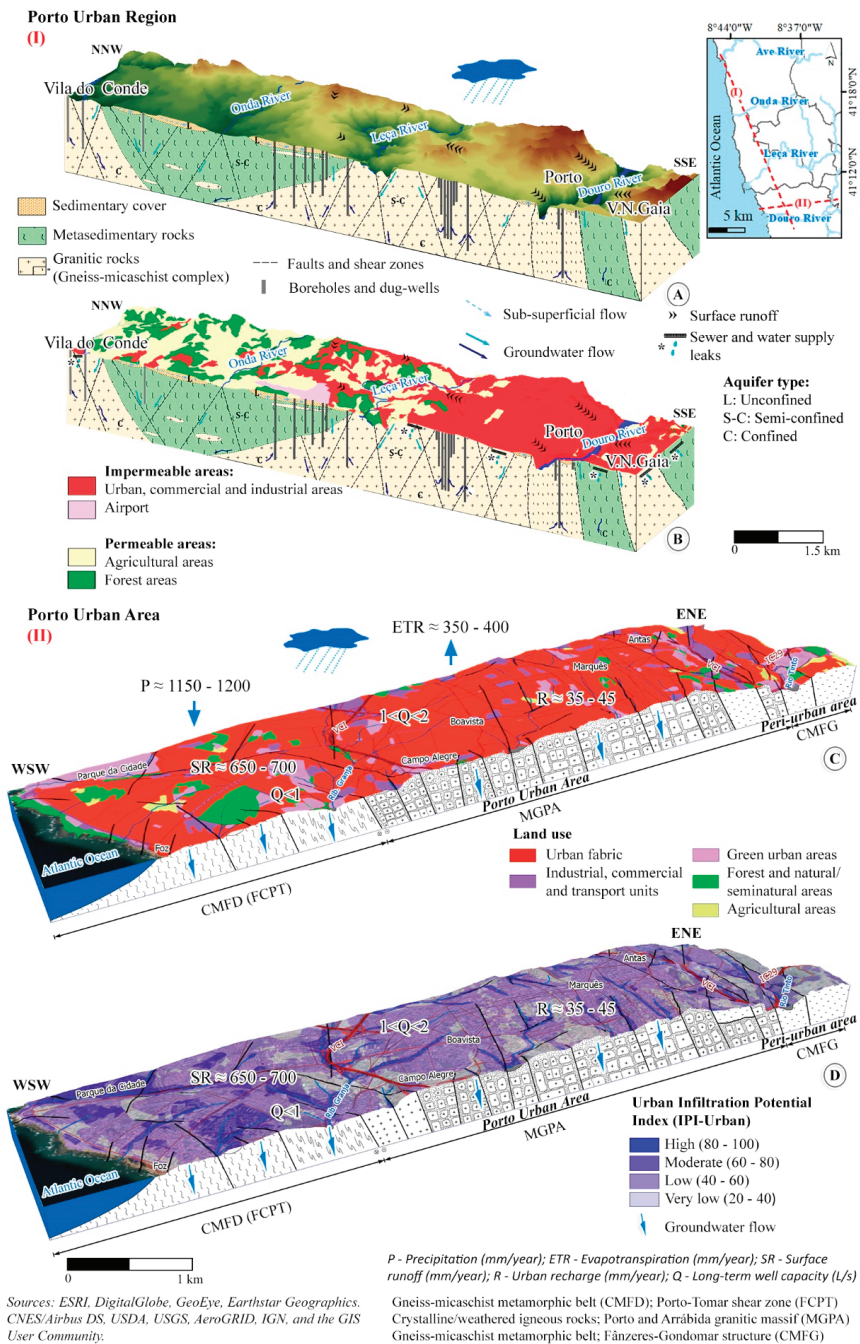 Porto Urban Region
(I)
NNW
Vila do Conde
Onda River
Leça River
Porto
Douro River
V.N.Gaia
SSE
L
S-C
C
L
S-C
C
C
8°44'0"W 8°37'0"W
Ave River
N
(I)
Onda River
Leça River
(II)
Douro River
Atlantic Ocean
5 km
41°18'0"N
41°12'0"N
Sedimentary cover
Metasedimentary rocks
Granitic rocks
(Gneiss-micaschist complex)
Faults and shear zones
Boreholes and dug-wells
A
Sub-superficial flow
Groundwater flow
Surface runoff
Sewer and water supply
leaks
Aquifer type:
L: Unconfined
S-C: Semi-confined
C: Confined
NNW
Vila do Conde
Onda River
Leça River
Porto
Douro River
V.N.Gaia
SSE
L
S-C
C
L
S-C
C
C
Impermeable areas:
Urban, commercial and industrial areas
Airport
Permeable areas:
Agricultural areas
Forest areas
B
0 1.5 km
Porto Urban Area
(II)
P ≈ 1150 - 1200
ETR ≈ 350 - 400
ENE
Antas
VCI
IC29
Rio Tinto
Marquês
R ≈ 35 - 45
1<Q<2
VCI
Boavista
Campo Alegre
WSW
Parque da Cidade
SR ≈ 650 - 700
Q<1
Rib. Granja
Foz
Atlantic Ocean
Porto Urban Area
Peri-urban area
CMFG
MGPA
CMFD (FCPT)
C
Land use
Urban fabric
Industrial, commercial
and transport units
Green urban areas
Forest and natural/
seminatural areas
Agricultural areas
ENE
Antas
VCI
IC29
Rio Tinto
Marquês
R ≈ 35 - 45
1<Q<2
VCI
Boavista
Campo Alegre
WSW
Parque da Cidade
SR ≈ 650 - 700
Q<1
Rib. Granja
Foz
Atlantic Ocean
Porto Urban Area
Peri-urban area
CMFG
MGPA
CMFD (FCPT)
D
Urban Infiltration Potential
Index (IPI-Urban)
High (80 - 100)
Moderate (60 - 80)
Low (40 - 60)
Very low (20 - 40)
Groundwater flow
0 1 km
P - Precipitation (mm/year); ETR - Evapotranspiration (mm/year); SR - Surface
runoff (mm/year); R - Urban recharge (mm/year); Q - Long-term well capacity (L/s)
Sources: ESRI, DigitalGlobe, GeoEye, Earthstar Geographics.
CNES/Airbus DS, USDA, USGS, AeroGRID, IGN, and the GIS
User Community.
Gneiss-micaschist metamorphic belt (CMFD); Porto-Tomar shear zone (FCPT)
Crystalline/weathered igneous rocks; Porto and Arrábida granitic massif (MGPA)
Gneiss-micaschist metamorphic belt; Fânzeres-Gondomar structure (CMFG)